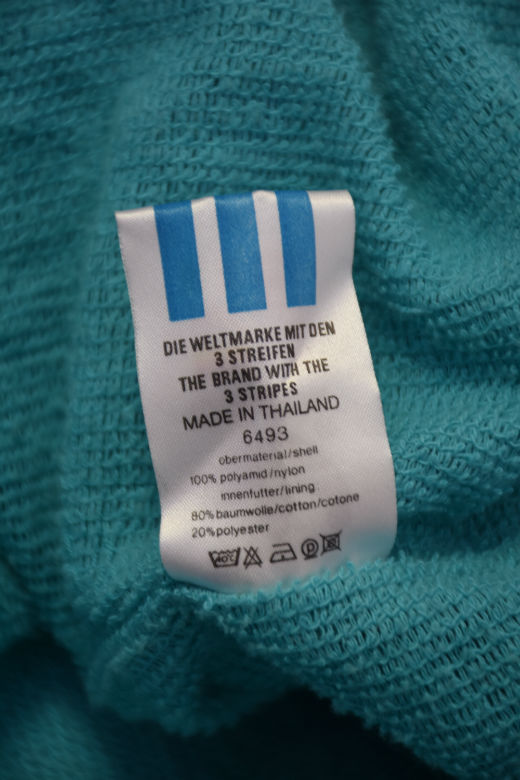 DIE WELTMARKE MIT DEN
3 STREIFEN
THE BRAND WITH THE
3 STRIPES
MADE IN THAILAND
6493
obermaterial/shell
100% polyamid/nylon
innenfutter/lining
80% baumwolle/cotton/cotone
20% polyester
40°C P